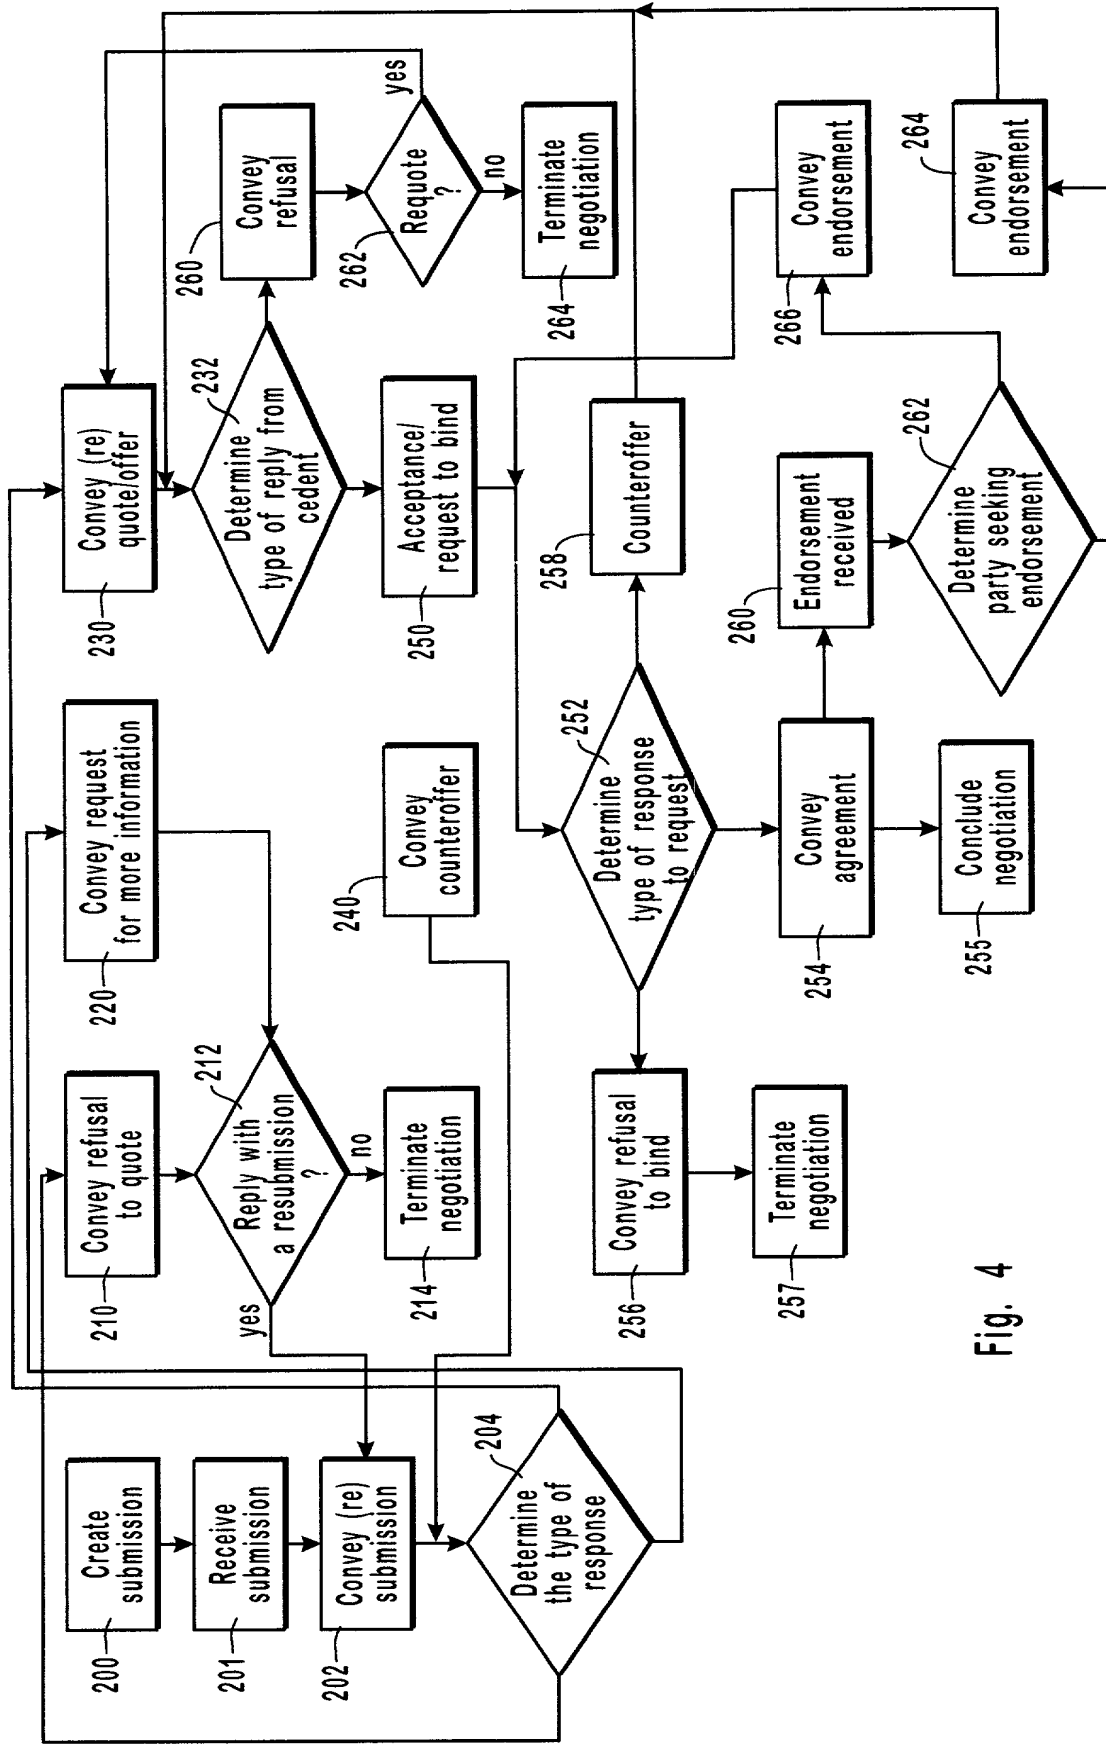 200
Create
submission
201
Receive
submission
202
Convey (re)
submission
204
Determine
the type of
response
210
Convey refusal
to quote
212
Reply with
a resubmission
?
yes
no
214
Terminate
negotiation
220
Convey request
for more information
240
Convey
counteroffer
230
Convey (re)
quote/offer
232
Determine
type of reply from
cedent
260
Convey
refusal
262
Requote
?
yes
no
264
Terminate
negotiation
250
Acceptance/
request to bind
252
Determine
type of response
to request
256
Convey refusal
to bind
257
Terminate
negotiation
254
Convey
agreement
255
Conclude
negotiation
258
Counteroffer
260
Endorsement
received
262
Determine
party seeking
endorsement
266
Convey
endorsement
264
Convey
endorsement
Fig. 4